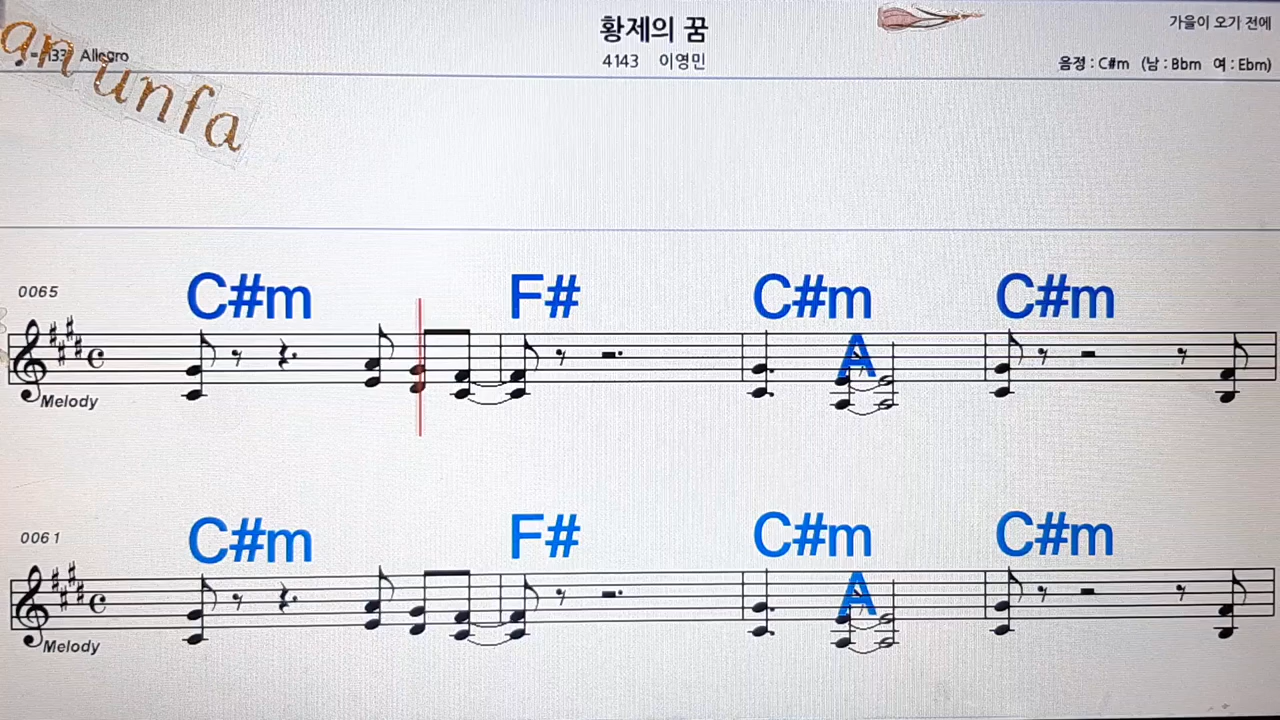 황제의 꿈
가을이 오기 전에
♩=133 Allegro
4143 이영민
음정 : C#m (남 : Bbm 여 : Ebm)
an unfa
0065
C#m F# C#m A C#m
Melody
0061
C#m F# C#m A C#m
Melody